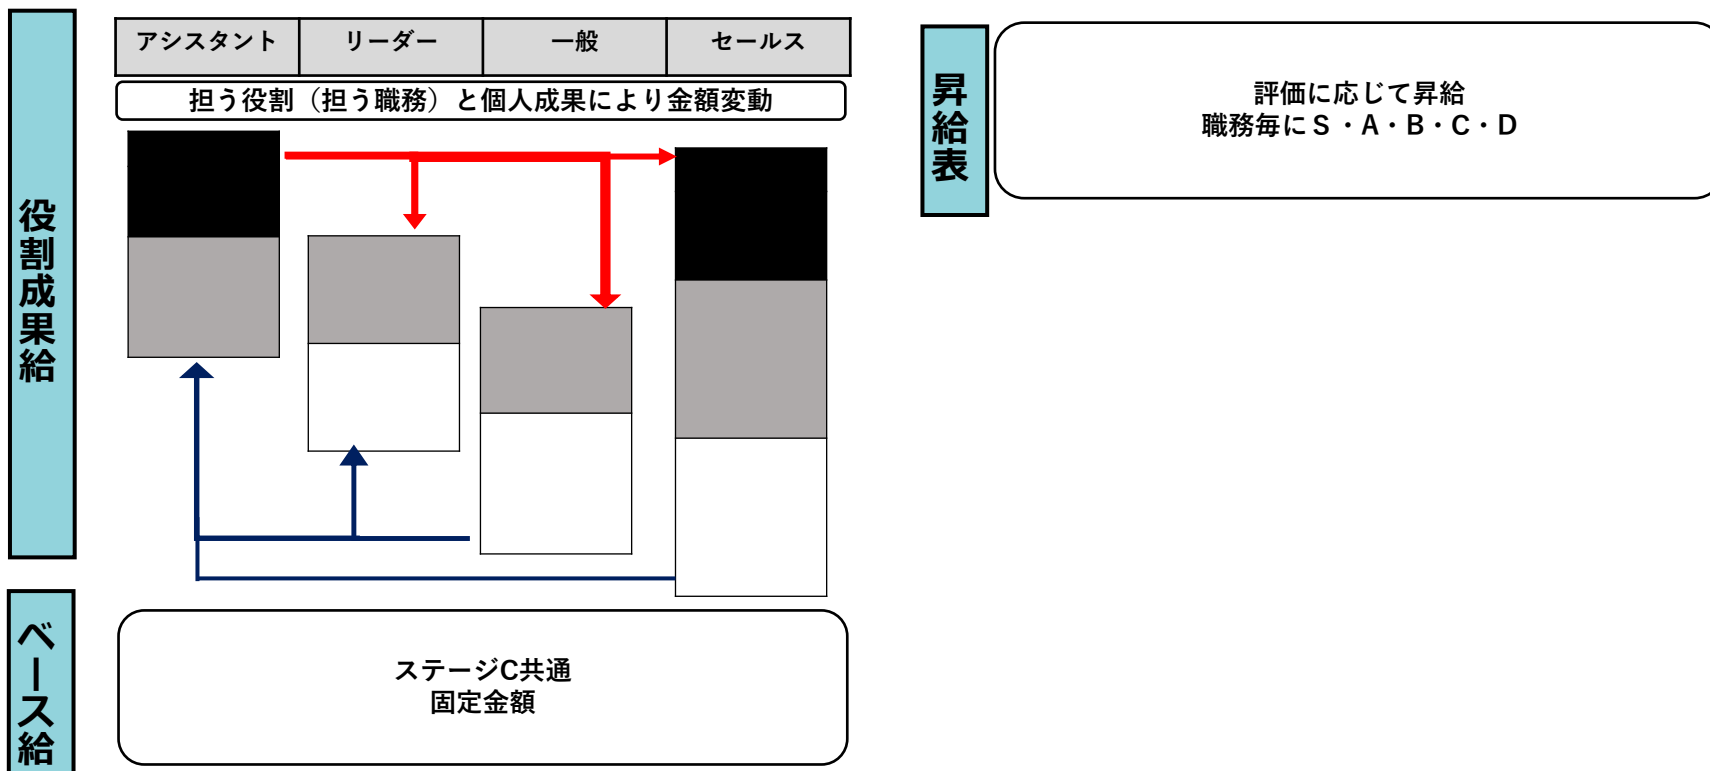 役割成果給
アシスタント
リーダー
一般
セールス
担う役割（担う職務）と個人成果により金額変動
ベース給
ステージC共通
固定金額
昇給表
評価に応じて昇給
職務毎にＳ・A・B・C・D